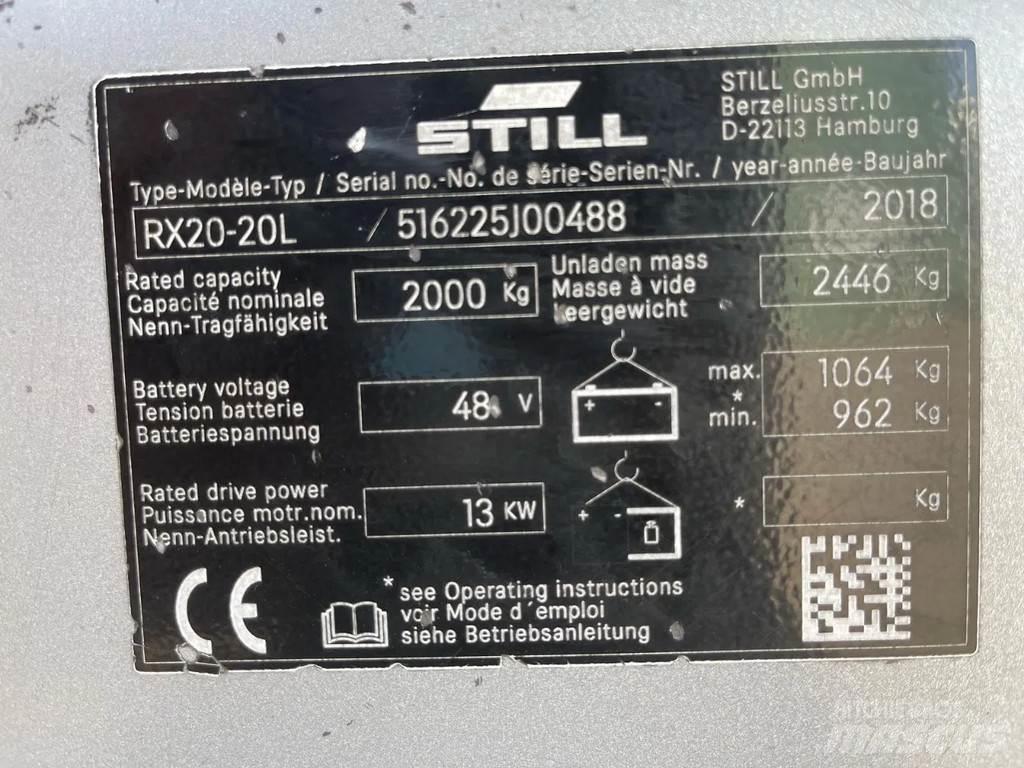 STILL
STILL GmbH
Berzeliusstr.10
D-22113 Hamburg
Type-Modèle-Typ / Serial no.-No. de série-Serien-Nr. / year-année-Baujahr
RX20-20L / 516225J00488 / 2018
Rated capacity
Capacité nominale
Nenn-Tragfähigkeit
2000 Kg
Unladen mass
Masse à vide
Leergewicht
2446 Kg
Battery voltage
Tension batterie
Batteriespannung
48 V
+ -
max. 1064 Kg
*
min. 962 Kg
Rated drive power
Puissance motr.nom.
Nenn-Antriebsleist.
13 KW
+ -
* Kg
CE
*see Operating instructions
voir Mode d´emploi
siehe Betriebsanleitung
MASCUS